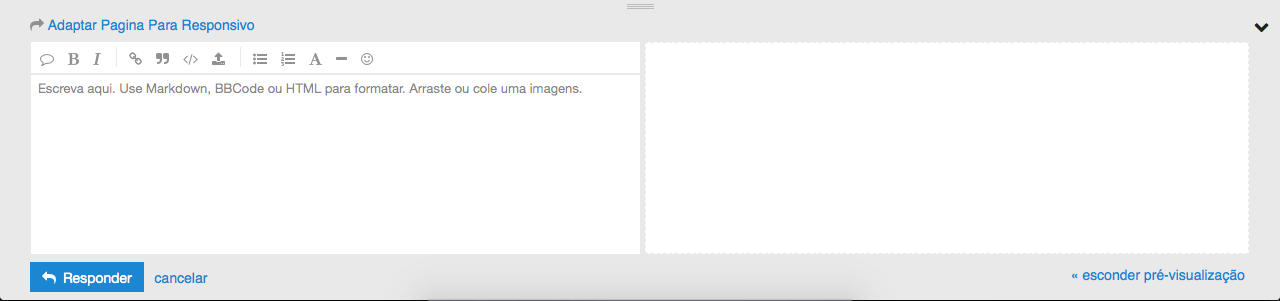 Adaptar Pagina Para Responsivo
B I A
Escreva aqui. Use Markdown, BBCode ou HTML para formatar. Arraste ou cole uma imagens.
Responder cancelar
« esconder pré-visualização